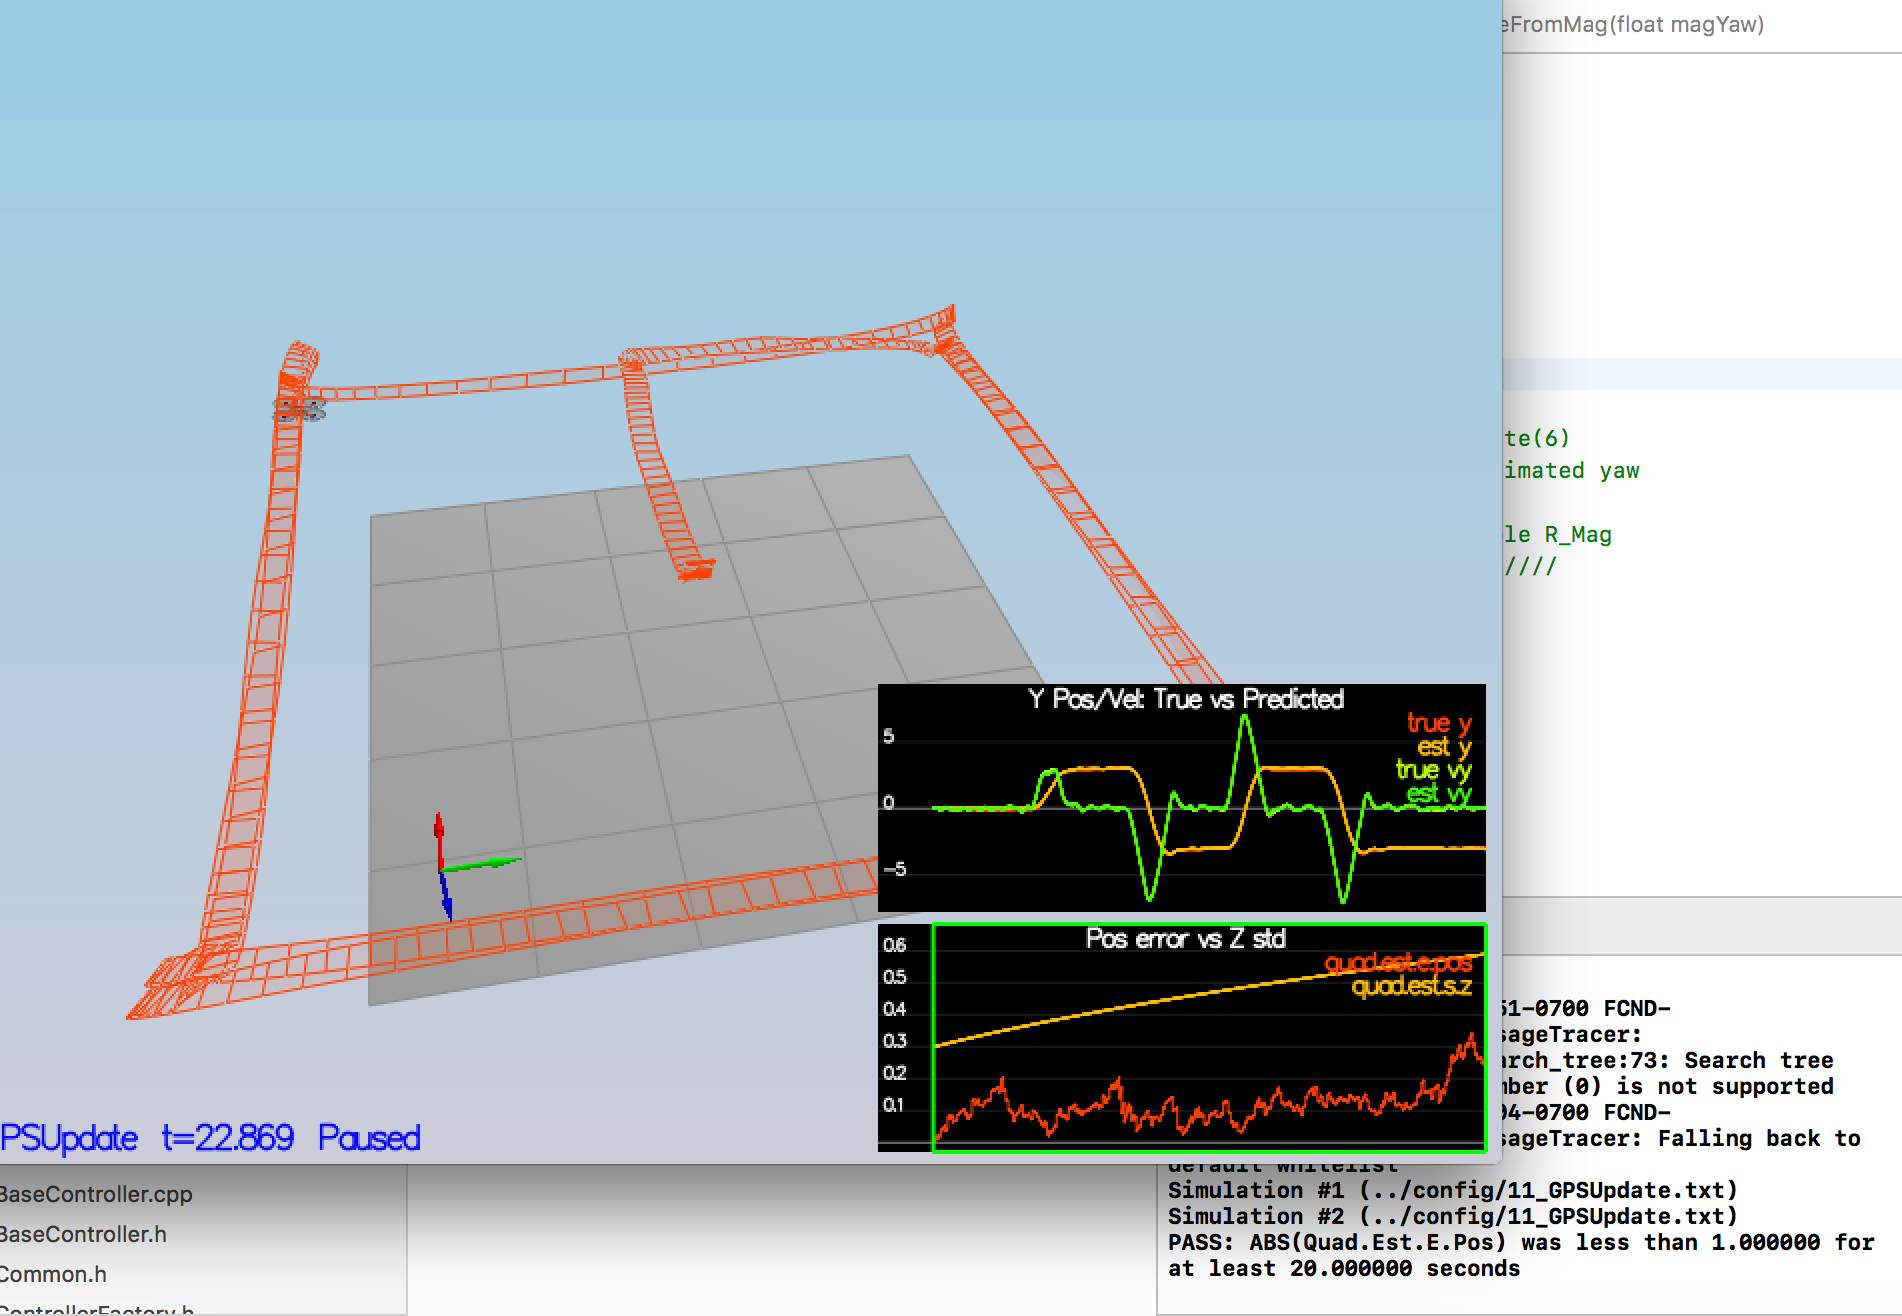 eFromMag(float magYaw)
te(6)
imated yaw
le R_Mag
////
Y Pos/Vel: True vs Predicted
true y
est y
true vy
est vy
5
0
-5
Pos error vs Z std
quad.est.e.pos
quad.est.s.z
0.6
0.5
0.4
0.3
0.2
0.1
PSUpdate t=22.869 Paused
BaseController.cpp
BaseController.h
Common.h
ControllerFactory.h
51-0700 FCND-
sageTracer:
arch_tree:73: Search tree
mber (0) is not supported
94-0700 FCND-
sageTracer: Falling back to
default whitelist
Simulation #1 (../config/11_GPSUpdate.txt)
Simulation #2 (../config/11_GPSUpdate.txt)
PASS: ABS(Quad.Est.E.Pos) was less than 1.000000 for
at least 20.000000 seconds